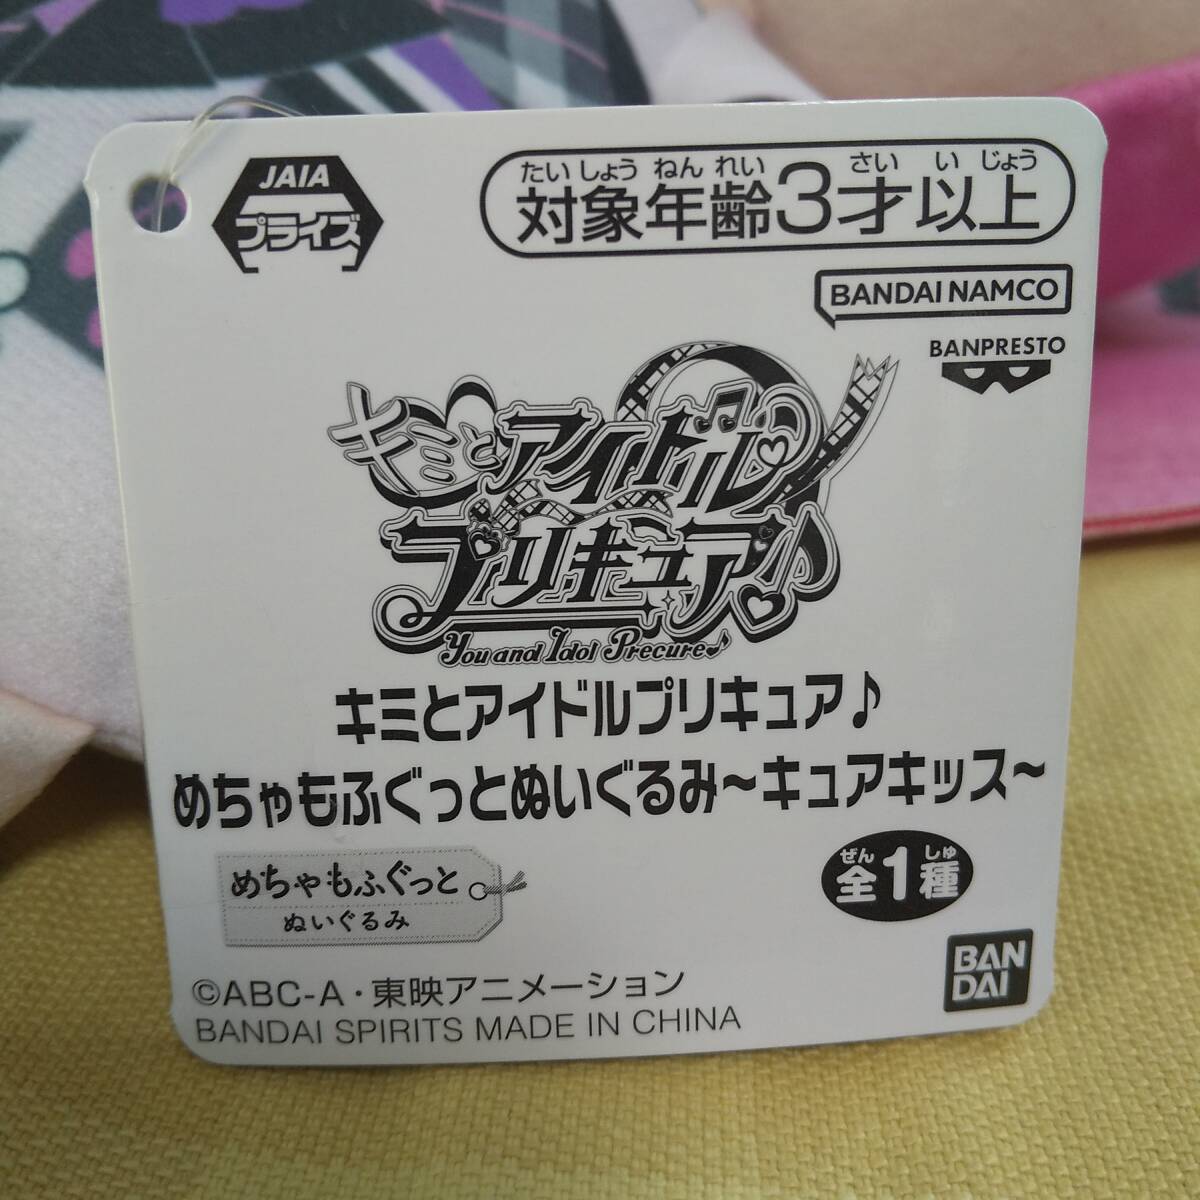 JAIA
プライズ
たいしょうねんれい さいいじょう
対象年齢3才以上
BANDAI NAMCO
BANPRESTO
キミとアイドル
プリキュア♪
You and Idol Precure♪
キミとアイドルプリキュア♪
めちゃもふぐっとぬいぐるみ~キュアキッス~
めちゃもふぐっと
ぬいぐるみ
ぜん しゅ
全1種
©ABC-A・東映アニメーション
BANDAI SPIRITS MADE IN CHINA
BAN
DAI